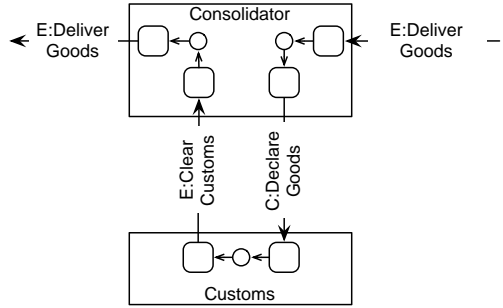 Consolidator
E:Deliver
Goods
E:Deliver
Goods
E:Clear
Customs
C:Declare
Goods
Customs